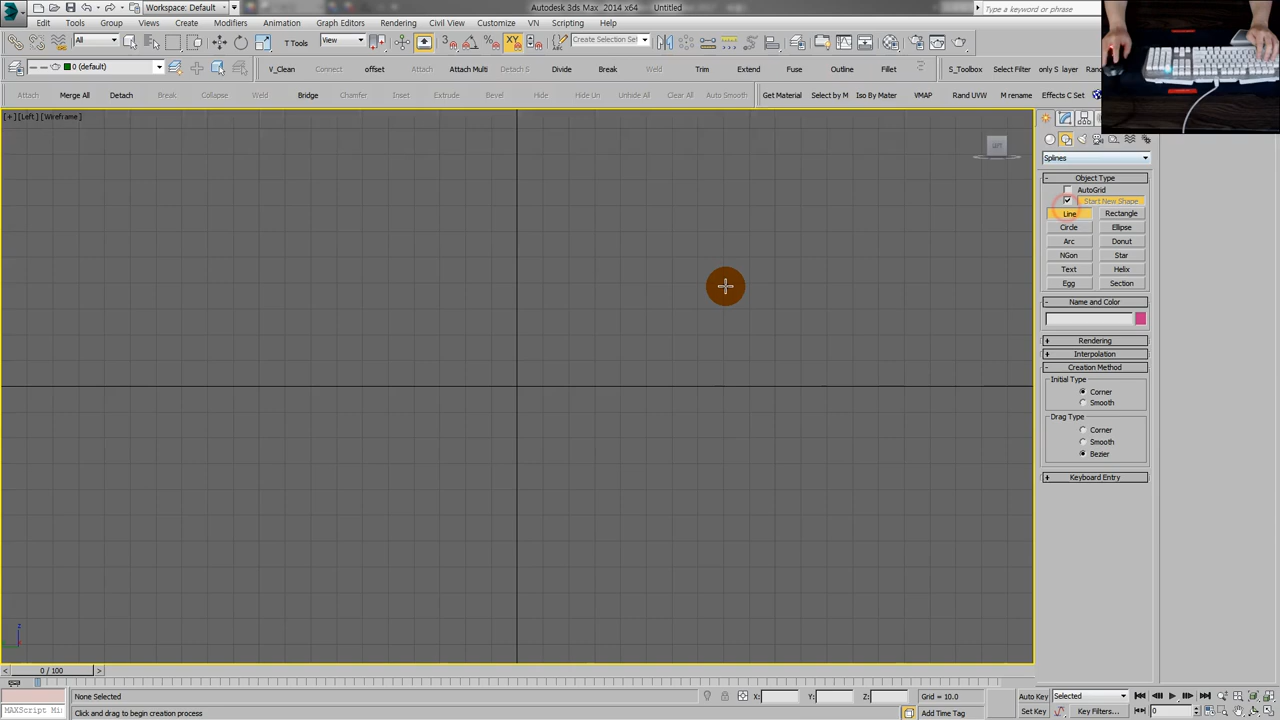 Autodesk 3ds Max 2014 x64 Untitled
Workspace: Default
Type a keyword or phrase
Edit Tools Group Views Create Modifiers Animation Graph Editors Rendering Civil View Customize VN Scripting Help
All T Tools View XY Create Selection Set
0 (default) V_Clean Connect offset Attach Attach Multi Detach S Divide Break Weld Trim Extend Fuse Outline Fillet S_Toolbox Select Filter only S layer
Attach Merge All Detach Break Collapse Weld Bridge Chamfer Inset Extrude Bevel Hide Hide Un Unhide All Clear All Auto Smooth Get Material Select by M Iso By Mater VMAP Rand UVW M rename Effects C Set
[+] [Left] [Wireframe]
Splines
- Object Type
AutoGrid
Start New Shape
Line Rectangle
Circle Ellipse
Arc Donut
NGon Star
Text Helix
Egg Section
- Name and Color
+ Rendering
+ Interpolation
- Creation Method
Initial Type
Corner
Smooth
Drag Type
Corner
Smooth
Bezier
+ Keyboard Entry
z
< 0 / 100 >
None Selected X: Y: Z: Grid = 10.0 Auto Key Selected
MAXScript Mi Click and drag to begin creation process Add Time Tag Set Key Key Filters... 0